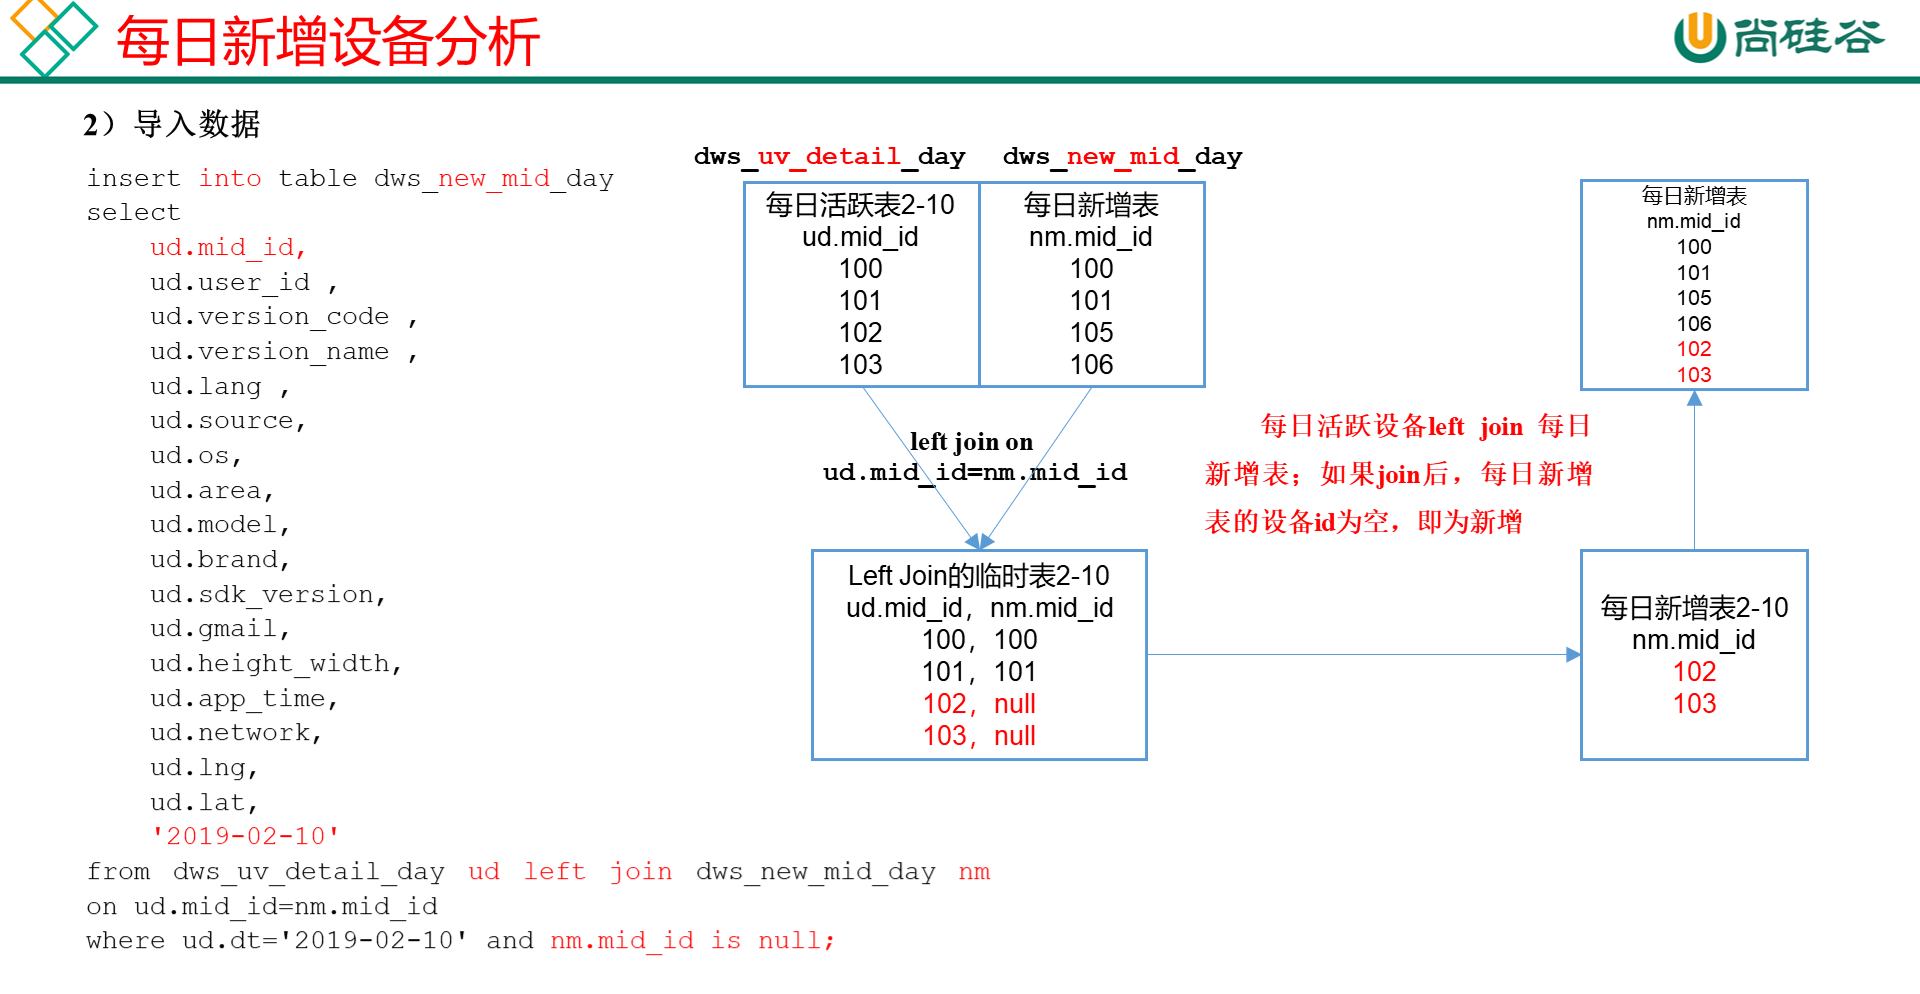 每日新增设备分析
尚硅谷
2）导入数据
insert into table dws_new_mid_day
select
ud.mid_id,
ud.user_id ,
ud.version_code ,
ud.version_name ,
ud.lang ,
ud.source,
ud.os,
ud.area,
ud.model,
ud.brand,
ud.sdk_version,
ud.gmail,
ud.height_width,
ud.app_time,
ud.network,
ud.lng,
ud.lat,
'2019-02-10'
from dws_uv_detail_day ud left join dws_new_mid_day nm
on ud.mid_id=nm.mid_id
where ud.dt='2019-02-10' and nm.mid_id is null;
dws_uv_detail_day
每日活跃表2-10
ud.mid_id
100
101
102
103
dws_new_mid_day
每日新增表
nm.mid_id
100
101
105
106
left join on
ud.mid_id=nm.mid_id
Left Join的临时表2-10
ud.mid_id，nm.mid_id
100，100
101，101
102，null
103，null
每日活跃设备left join 每日
新增表；如果join后，每日新增
表的设备id为空，即为新增
每日新增表2-10
nm.mid_id
102
103
每日新增表
nm.mid_id
100
101
105
106
102
103